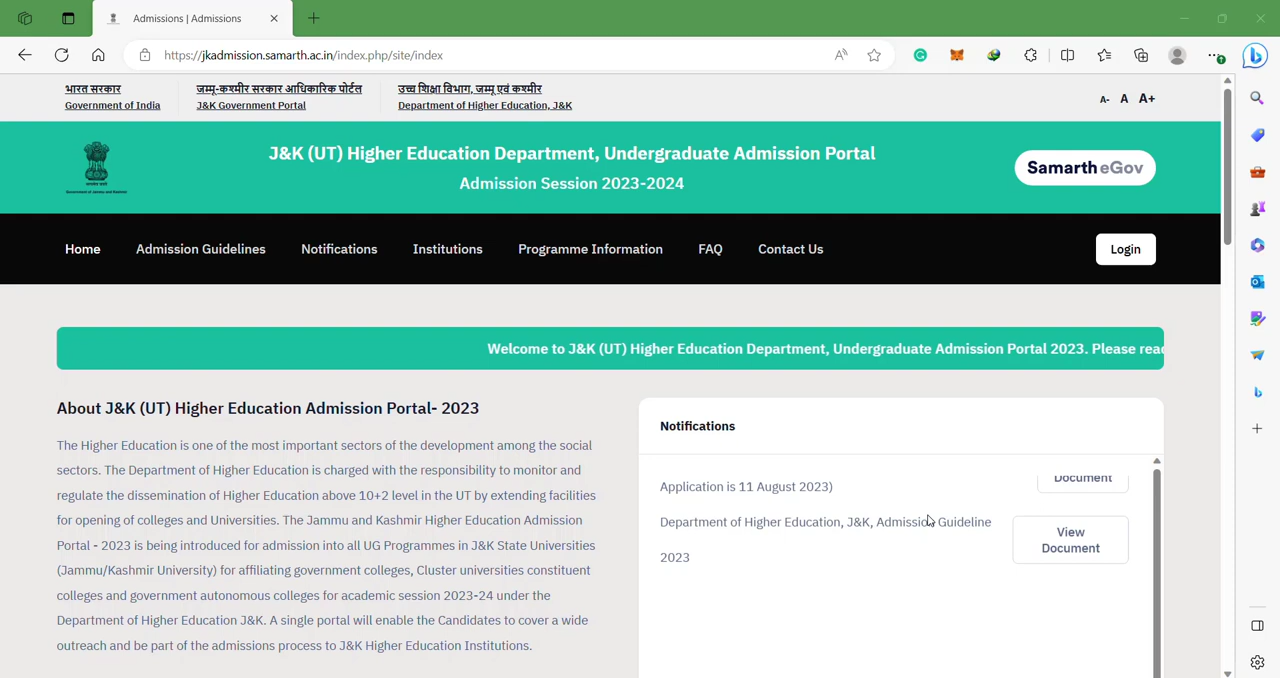 Admissions | Admissions
https://jkadmission.samarth.ac.in/index.php/site/index
भारत सरकार
Government of India
जम्मू-कश्मीर सरकार आधिकारिक पोर्टल
J&K Government Portal
उच्च शिक्षा विभाग, जम्मू एवं कश्मीर
Department of Higher Education, J&K
A- A A+
J&K (UT) Higher Education Department, Undergraduate Admission Portal
Admission Session 2023-2024
Samarth eGov
Home Admission Guidelines Notifications Institutions Programme Information FAQ Contact Us Login
Welcome to J&K (UT) Higher Education Department, Undergraduate Admission Portal 2023. Please read
About J&K (UT) Higher Education Admission Portal- 2023
The Higher Education is one of the most important sectors of the development among the social
sectors. The Department of Higher Education is charged with the responsibility to monitor and
regulate the dissemination of Higher Education above 10+2 level in the UT by extending facilities
for opening of colleges and Universities. The Jammu and Kashmir Higher Education Admission
Portal - 2023 is being introduced for admission into all UG Programmes in J&K State Universities
(Jammu/Kashmir University) for affiliating government colleges, Cluster universities constituent
colleges and government autonomous colleges for academic session 2023-24 under the
Department of Higher Education J&K. A single portal will enable the Candidates to cover a wide
outreach and be part of the admissions process to J&K Higher Education Institutions.
Notifications
Document
Application is 11 August 2023)
Department of Higher Education, J&K, Admission Guideline
2023
View
Document